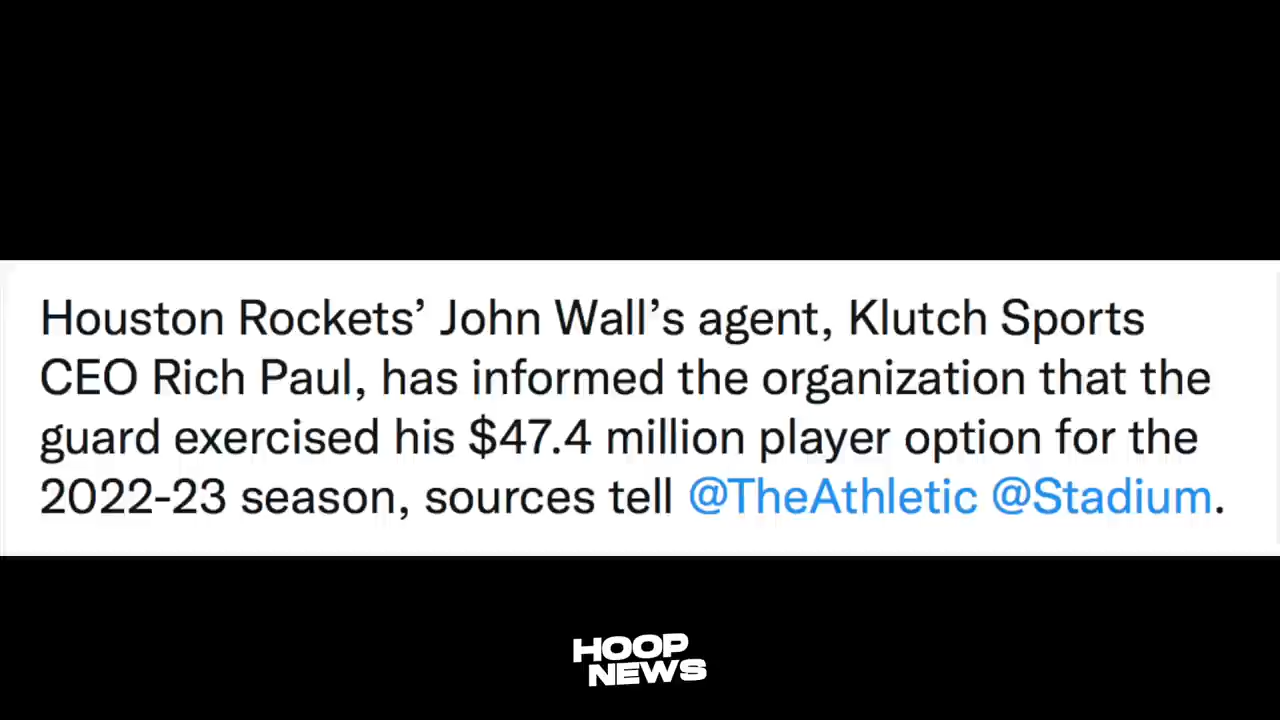 Houston Rockets’ John Wall’s agent, Klutch Sports
CEO Rich Paul, has informed the organization that the
guard exercised his $47.4 million player option for the
2022-23 season, sources tell @TheAthletic @Stadium.
HOOP
NEWS